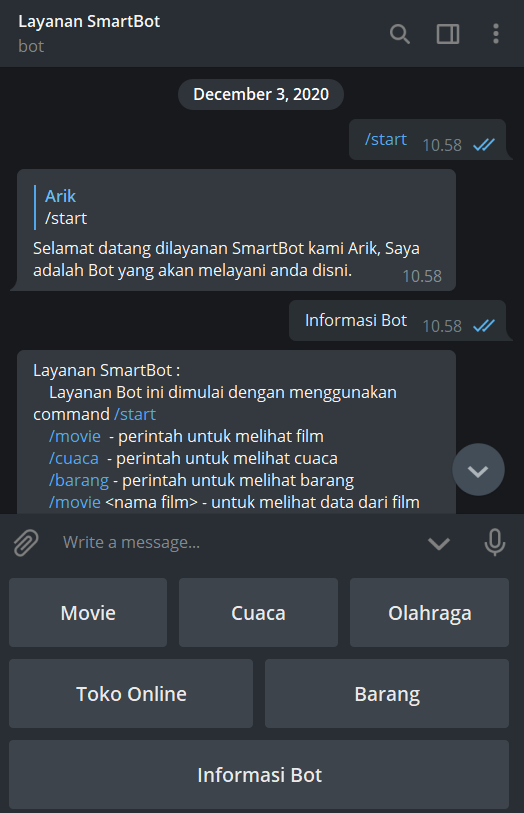 Layanan SmartBot
bot
December 3, 2020
/start 10.58
Arik
/start
Selamat datang dilayanan SmartBot kami Arik, Saya
adalah Bot yang akan melayani anda disni. 10.58
Informasi Bot 10.58
Layanan SmartBot :
Layanan Bot ini dimulai dengan menggunakan
command /start
/movie - perintah untuk melihat film
/cuaca - perintah untuk melihat cuaca
/barang - perintah untuk melihat barang
/movie <nama film> - untuk melihat data dari film
Write a message...
Movie Cuaca Olahraga
Toko Online Barang
Informasi Bot